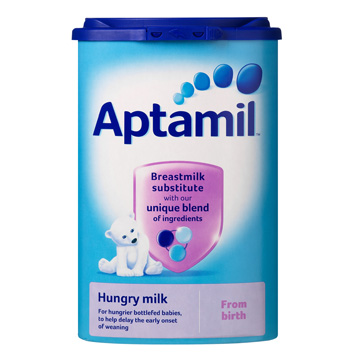 Aptamil
Breastmilk
substitute
with our
unique blend
of ingredients
Hungry milk
For hungrier bottlefed babies,
to help delay the early onset
of weaning
From
birth